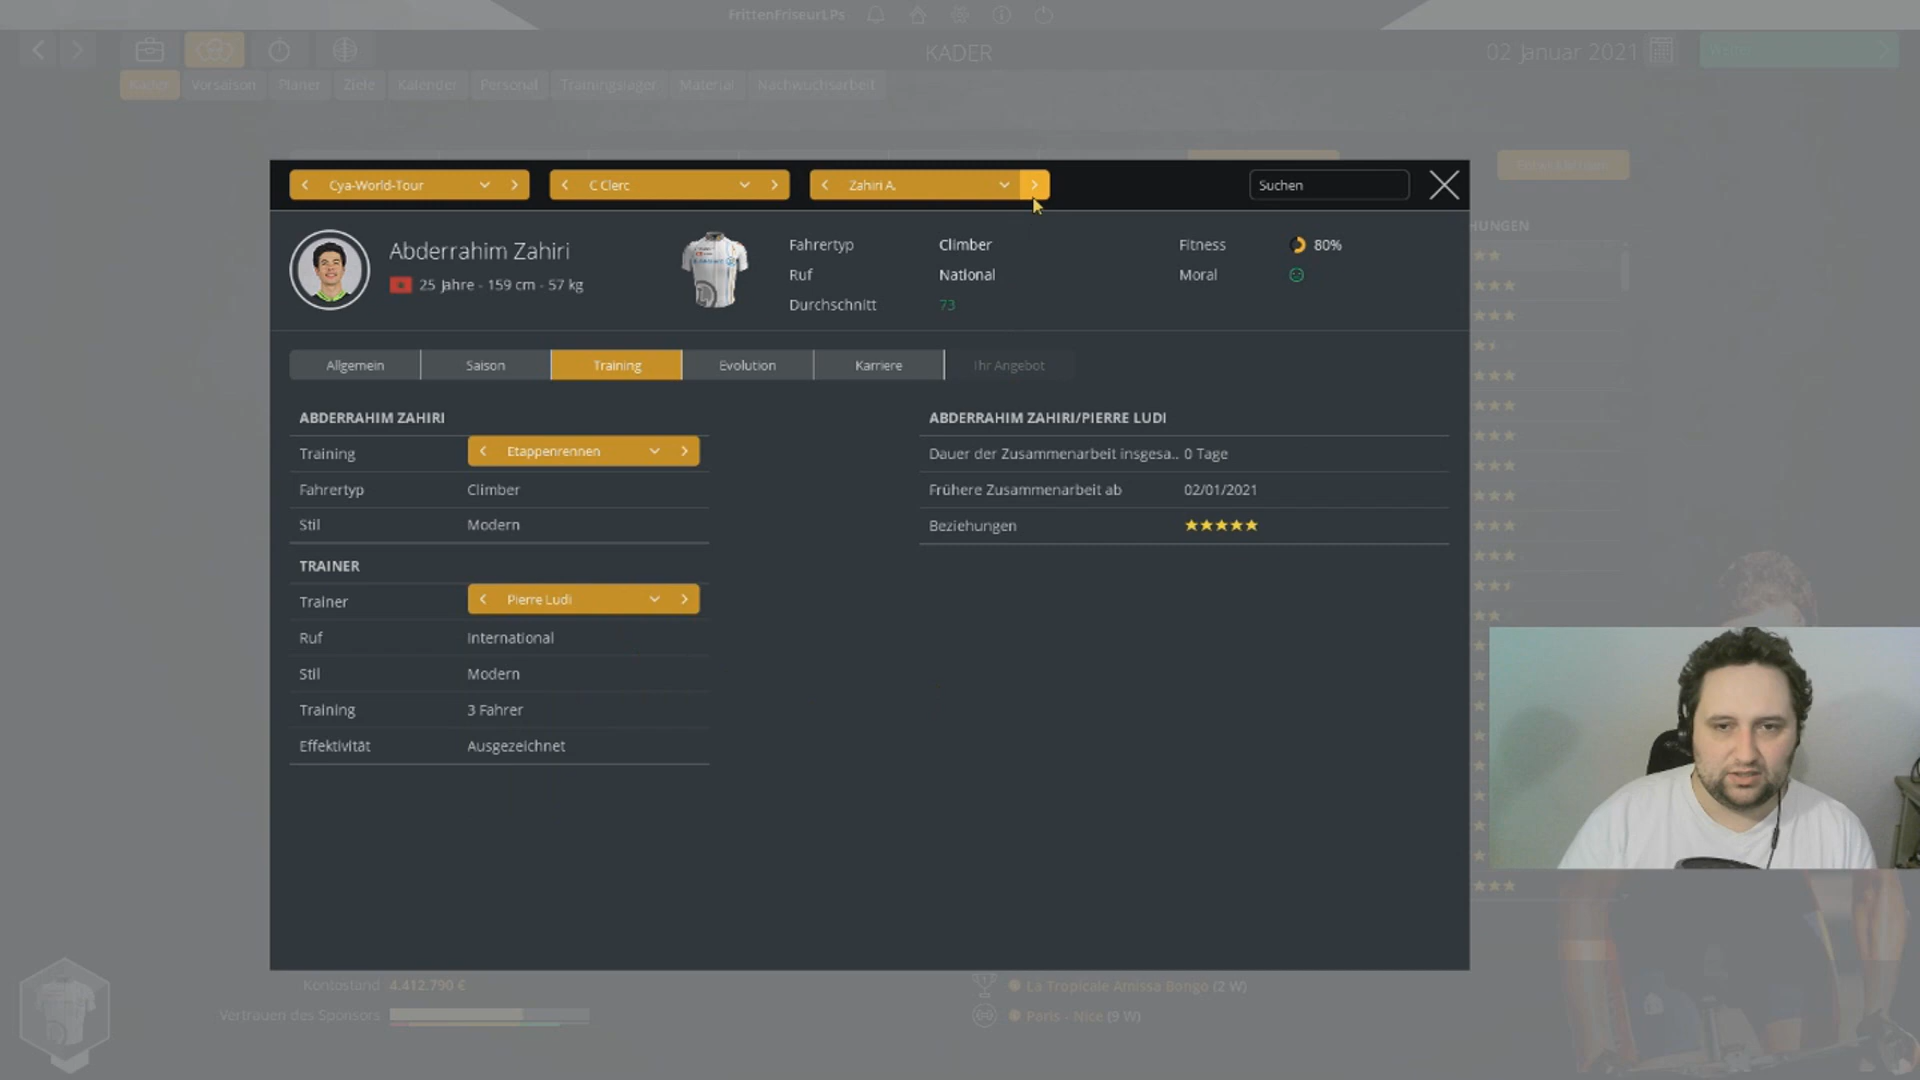 FrittenFriseurLPs
KADER
02 Januar 2021
Weiter
Kader
Vorsaison
Planer
Ziele
Kalender
Personal
Trainingslager
Material
Nachwuchsarbeit
Cya-World-Tour
C Clerc
Zahiri A.
Suchen
Abderrahim Zahiri
25 Jahre - 159 cm - 57 kg
Fahrertyp
Climber
Ruf
National
Durchschnitt
73
Fitness
80%
Moral
Allgemein
Saison
Training
Evolution
Karriere
Ihr Angebot
ABDERRAHIM ZAHIRI
Training
Etappenrennen
Fahrertyp
Climber
Stil
Modern
TRAINER
Trainer
Pierre Ludi
Ruf
International
Stil
Modern
Training
3 Fahrer
Effektivität
Ausgezeichnet
ABDERRAHIM ZAHIRI/PIERRE LUDI
Dauer der Zusammenarbeit insgesa.. 0 Tage
Frühere Zusammenarbeit ab
02/01/2021
Beziehungen
HUNGEN
Kontostand 4.412.790 €
Vertrauen des Sponsors
La Tropicale Amissa Bongo (2 W)
Paris - Nice (9 W)